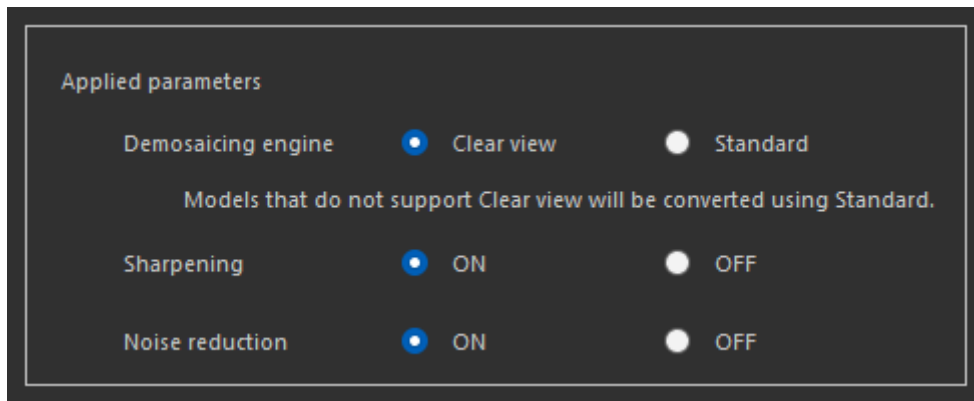 Applied parameters
Demosaicing engine Clear view Standard
Models that do not support Clear view will be converted using Standard.
Sharpening ON OFF
Noise reduction ON OFF